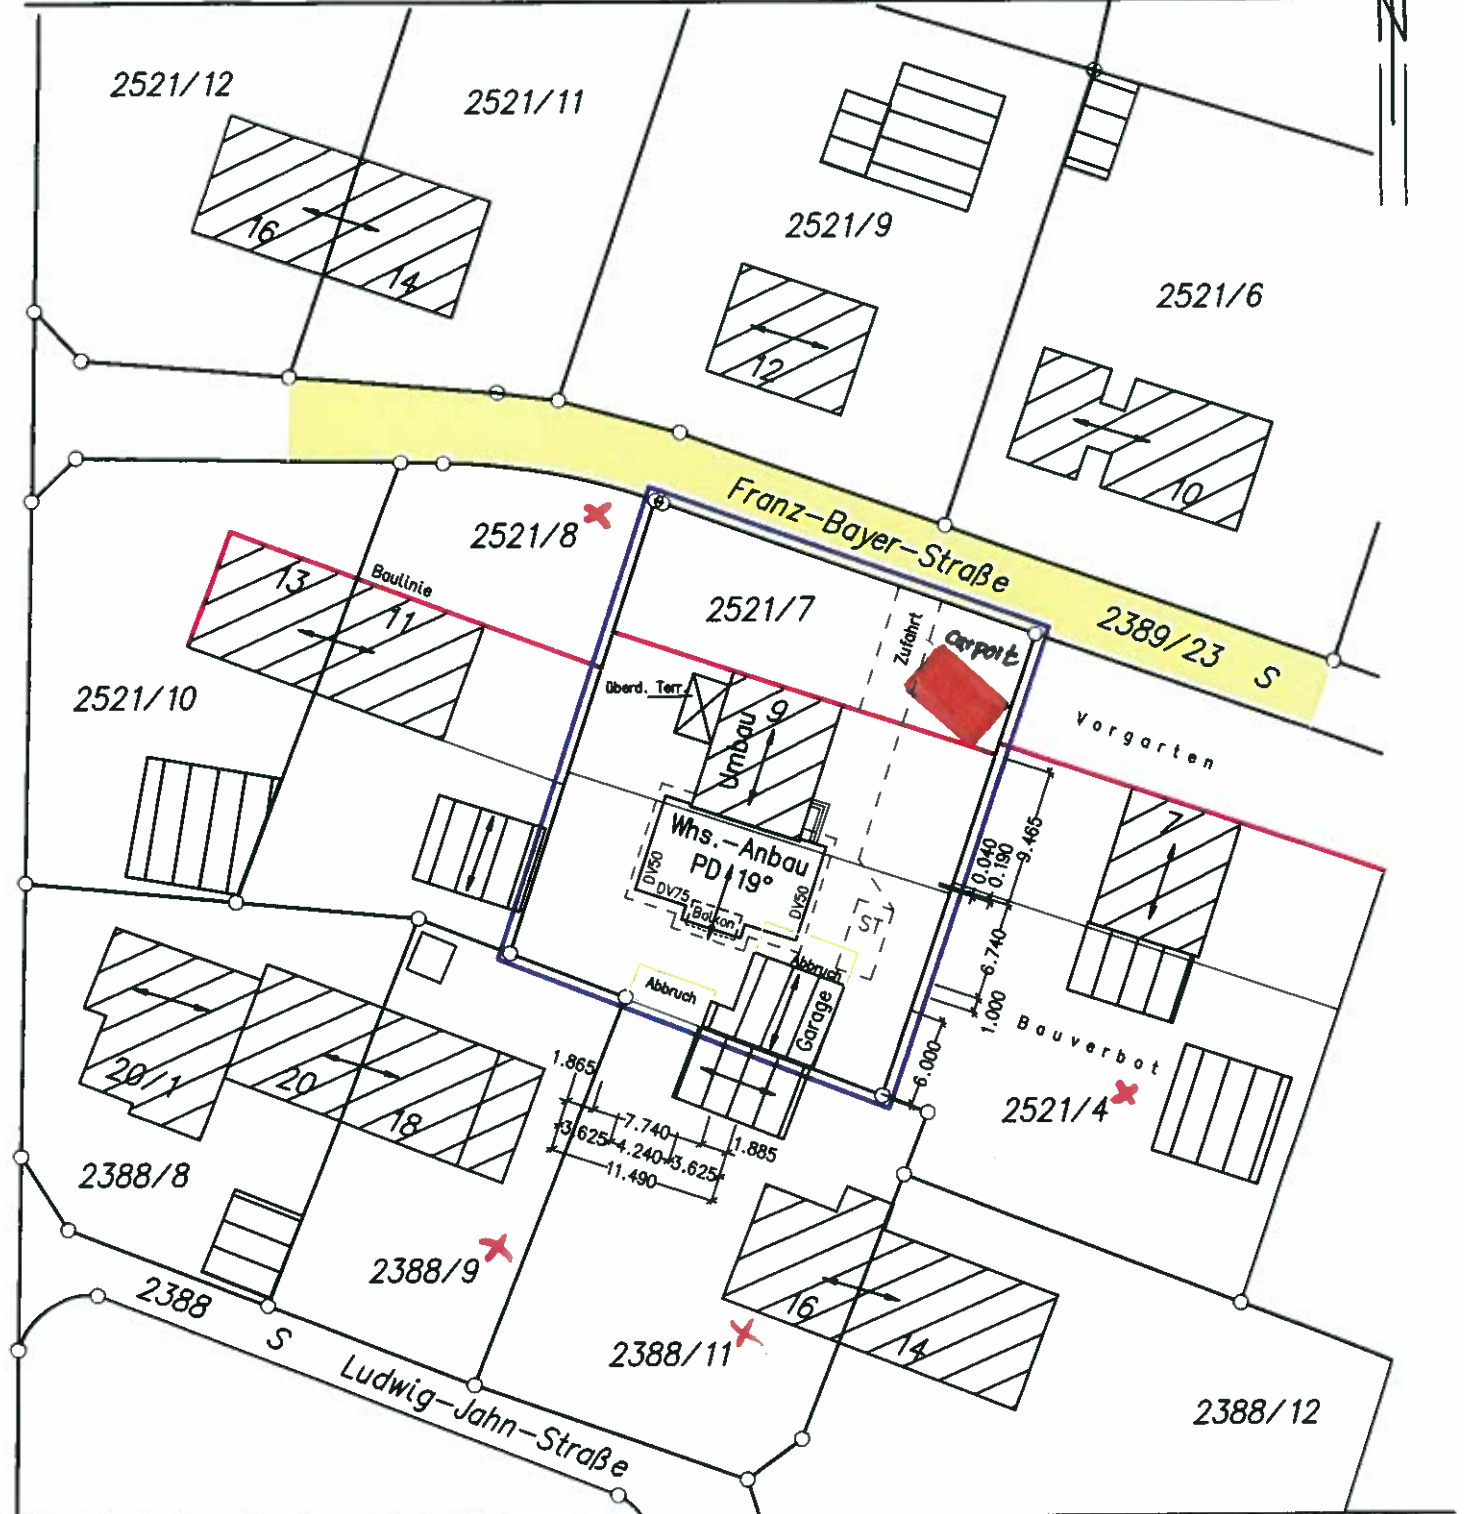 N
2521/12
2521/11
2521/9
2521/6
16
14
12
10
Franz-Bayer-Straße
2389/23 S
2521/8
Baulinie
13
11
2521/7
Zufahrt
Carport
2521/10
überd. Terr.
Umbau
9
Vorgarten
7
Whs.-Anbau
PD 19°
DV50
DV75
Balkon
DV50
ST
0.040
0.190
9.465
6.740
1.000
6.000
Abbruch
Abbruch
Garage
Bauverbot
2521/4
20/1
20
18
1.865
7.740
3.625
4.240
3.625
1.885
11.490
2388/8
2388/9
2388/11
16
14
2388/12
2388 S
Ludwig-Jahn-Straße